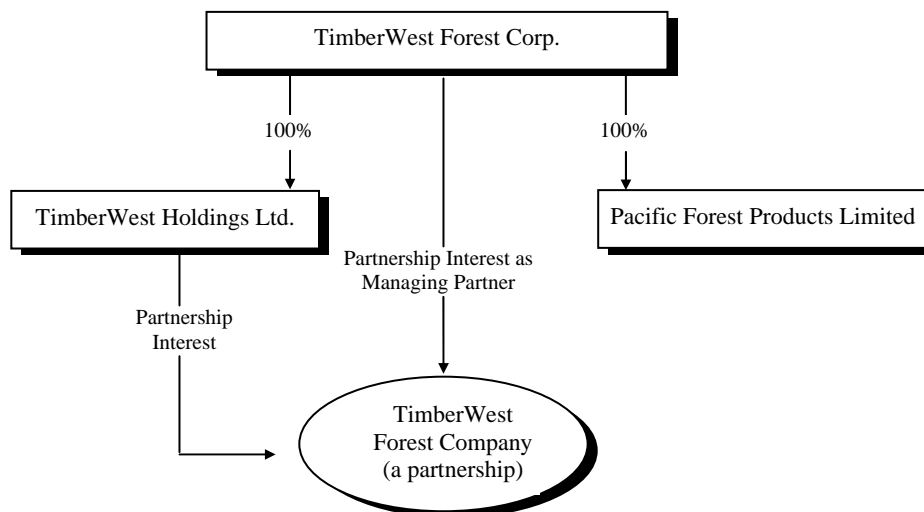 TimberWest Forest Corp.
100%
100%
TimberWest Holdings Ltd.
Pacific Forest Products Limited
Partnership Interest as
Managing Partner
Partnership
Interest
TimberWest
Forest Company
(a partnership)